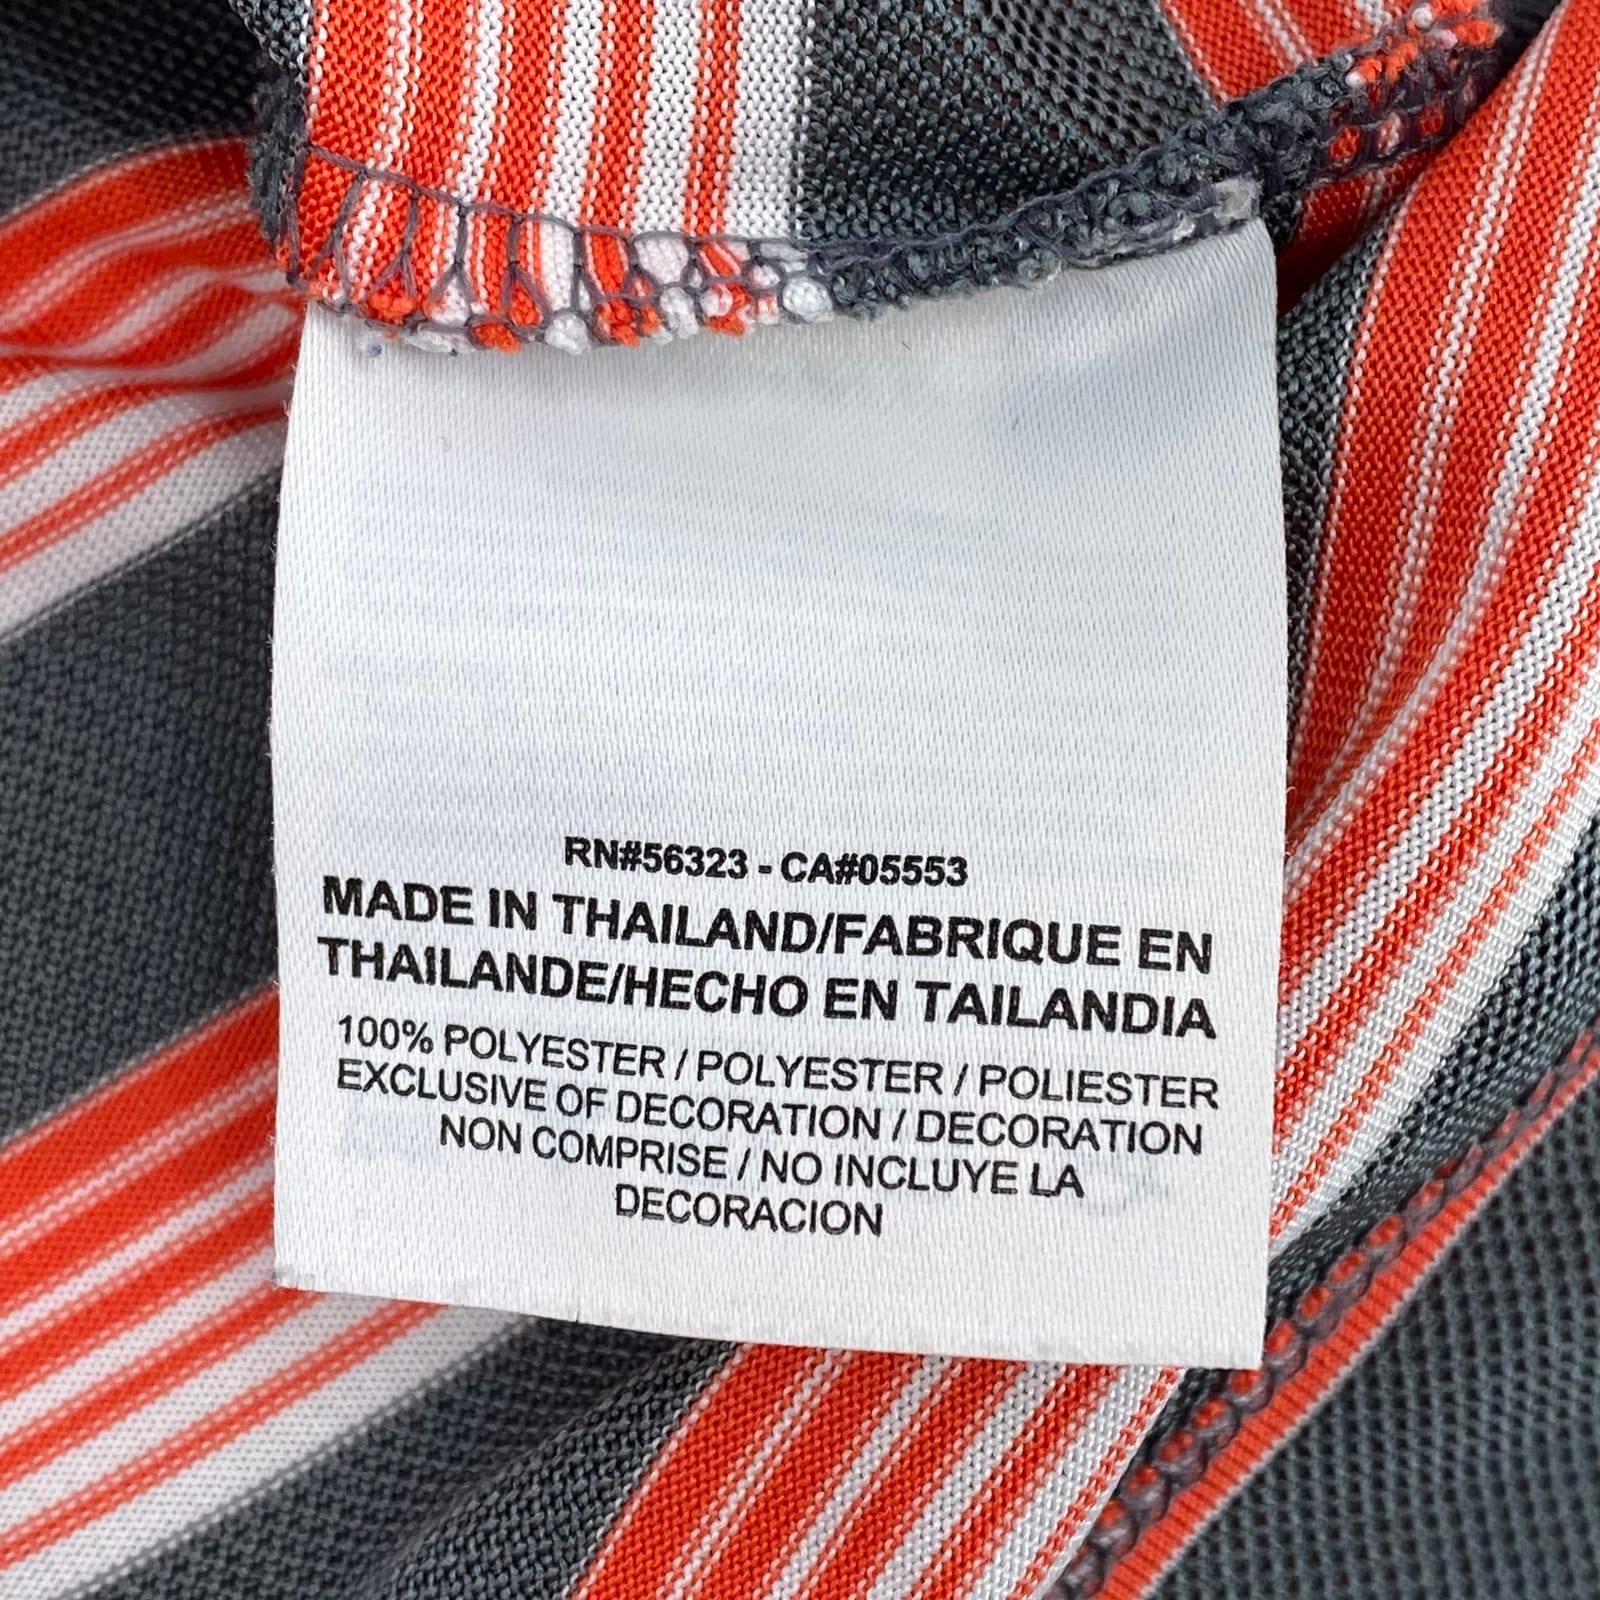 RN#56323 - CA#05553
MADE IN THAILAND/FABRIQUE EN
THAILANDE/HECHO EN TAILANDIA
100% POLYESTER / POLYESTER / POLIESTER
EXCLUSIVE OF DECORATION / DECORATION
NON COMPRISE / NO INCLUYE LA
DECORACION